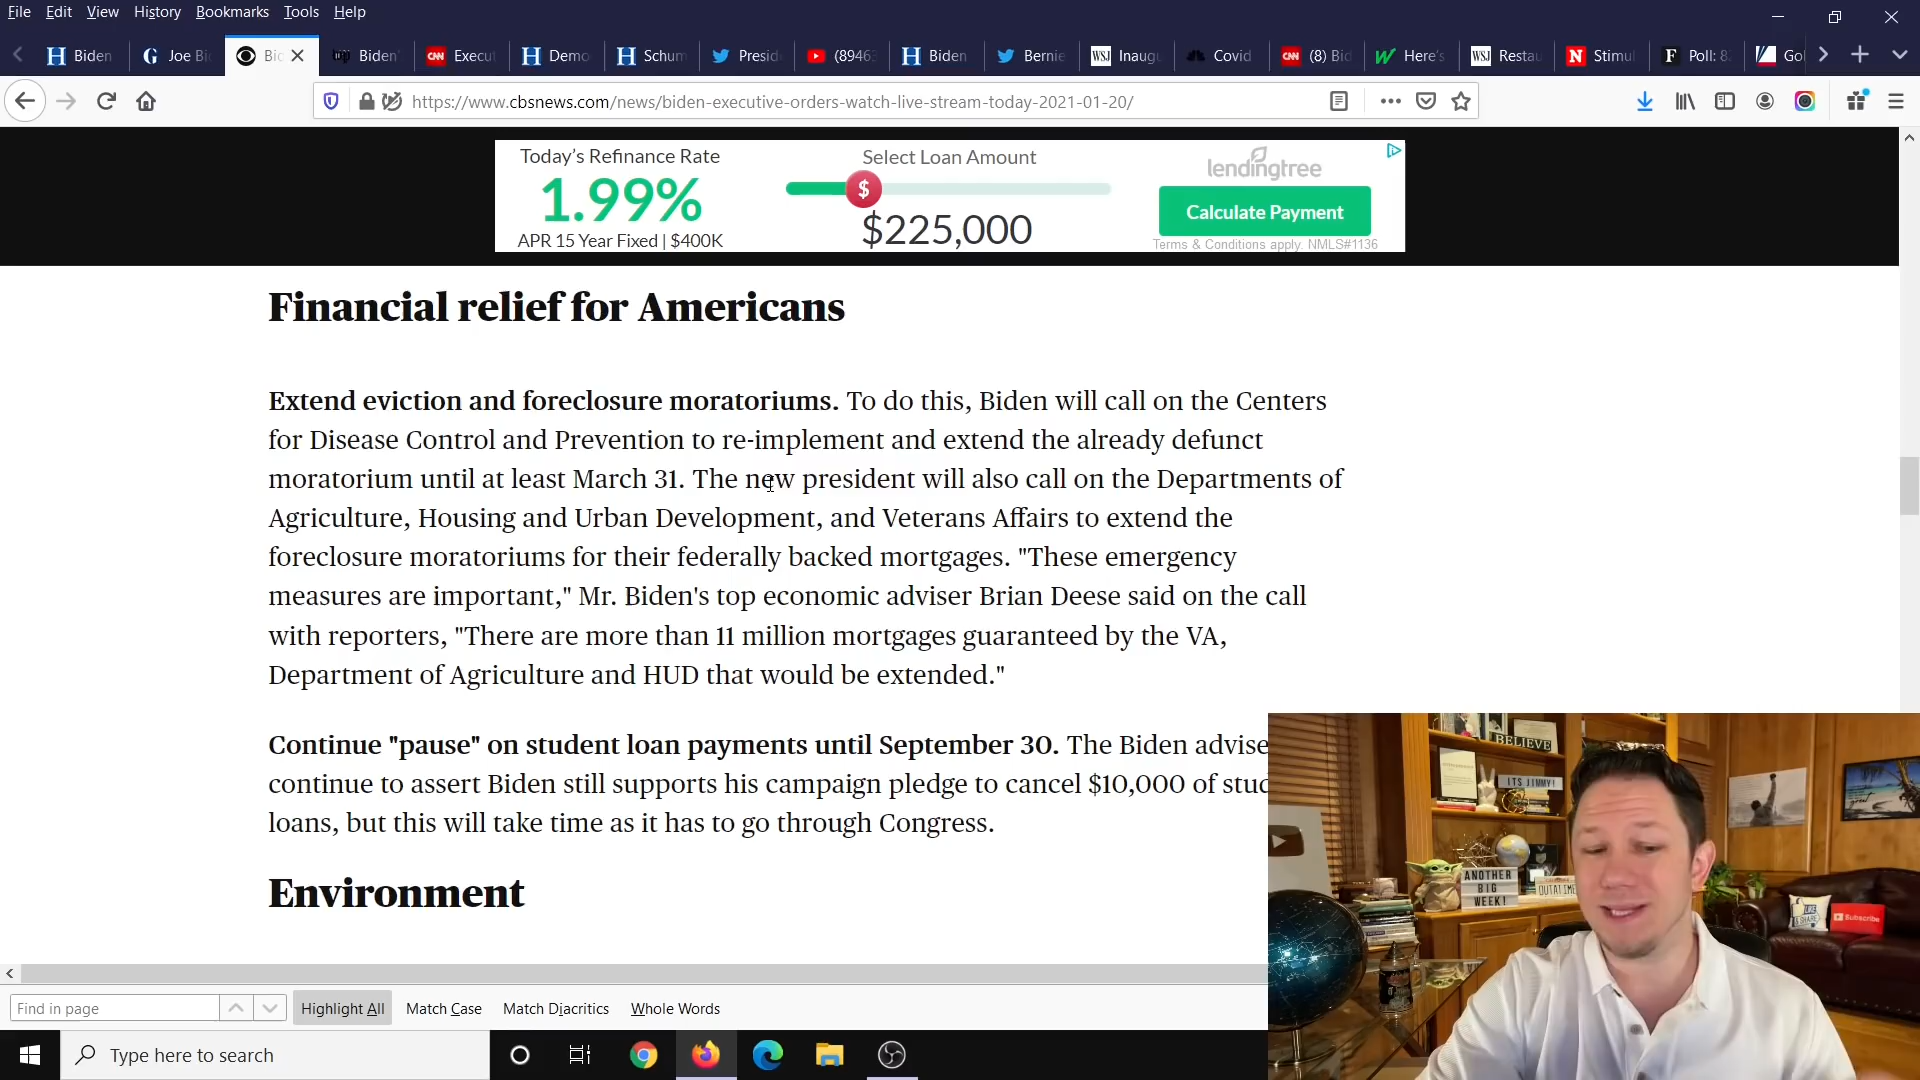 File Edit View History Bookmarks Tools Help
Biden
Joe Bi
Bid
Biden'
CNN Execut
Demo
Schum
Presid
(8946
Biden
Bernie
WSJ Inaugu
Covid
CNN (8) Bid
Here's
WSJ Restau
Stimul
Poll: 8
Gol
https://www.cbsnews.com/news/biden-executive-orders-watch-live-stream-today-2021-01-20/
Today's Refinance Rate
1.99%
APR 15 Year Fixed | $400K
Select Loan Amount
$
$225,000
lendingtree
Calculate Payment
Terms & Conditions apply. NMLS#1136
Financial relief for Americans
Extend eviction and foreclosure moratoriums. To do this, Biden will call on the Centers
for Disease Control and Prevention to re-implement and extend the already defunct
moratorium until at least March 31. The new president will also call on the Departments of
Agriculture, Housing and Urban Development, and Veterans Affairs to extend the
foreclosure moratoriums for their federally backed mortgages. "These emergency
measures are important," Mr. Biden's top economic adviser Brian Deese said on the call
with reporters, "There are more than 11 million mortgages guaranteed by the VA,
Department of Agriculture and HUD that would be extended."
Continue "pause" on student loan payments until September 30. The Biden advise
continue to assert Biden still supports his campaign pledge to cancel $10,000 of stud
loans, but this will take time as it has to go through Congress.
Environment
BELIEVE
ITS JIMMY!
ANOTHER
BIG
WEEK!
OUTATIME
great
LIKE
& SHARE
Subscribe
Find in page
Highlight All
Match Case
Match Diacritics
Whole Words
Type here to search